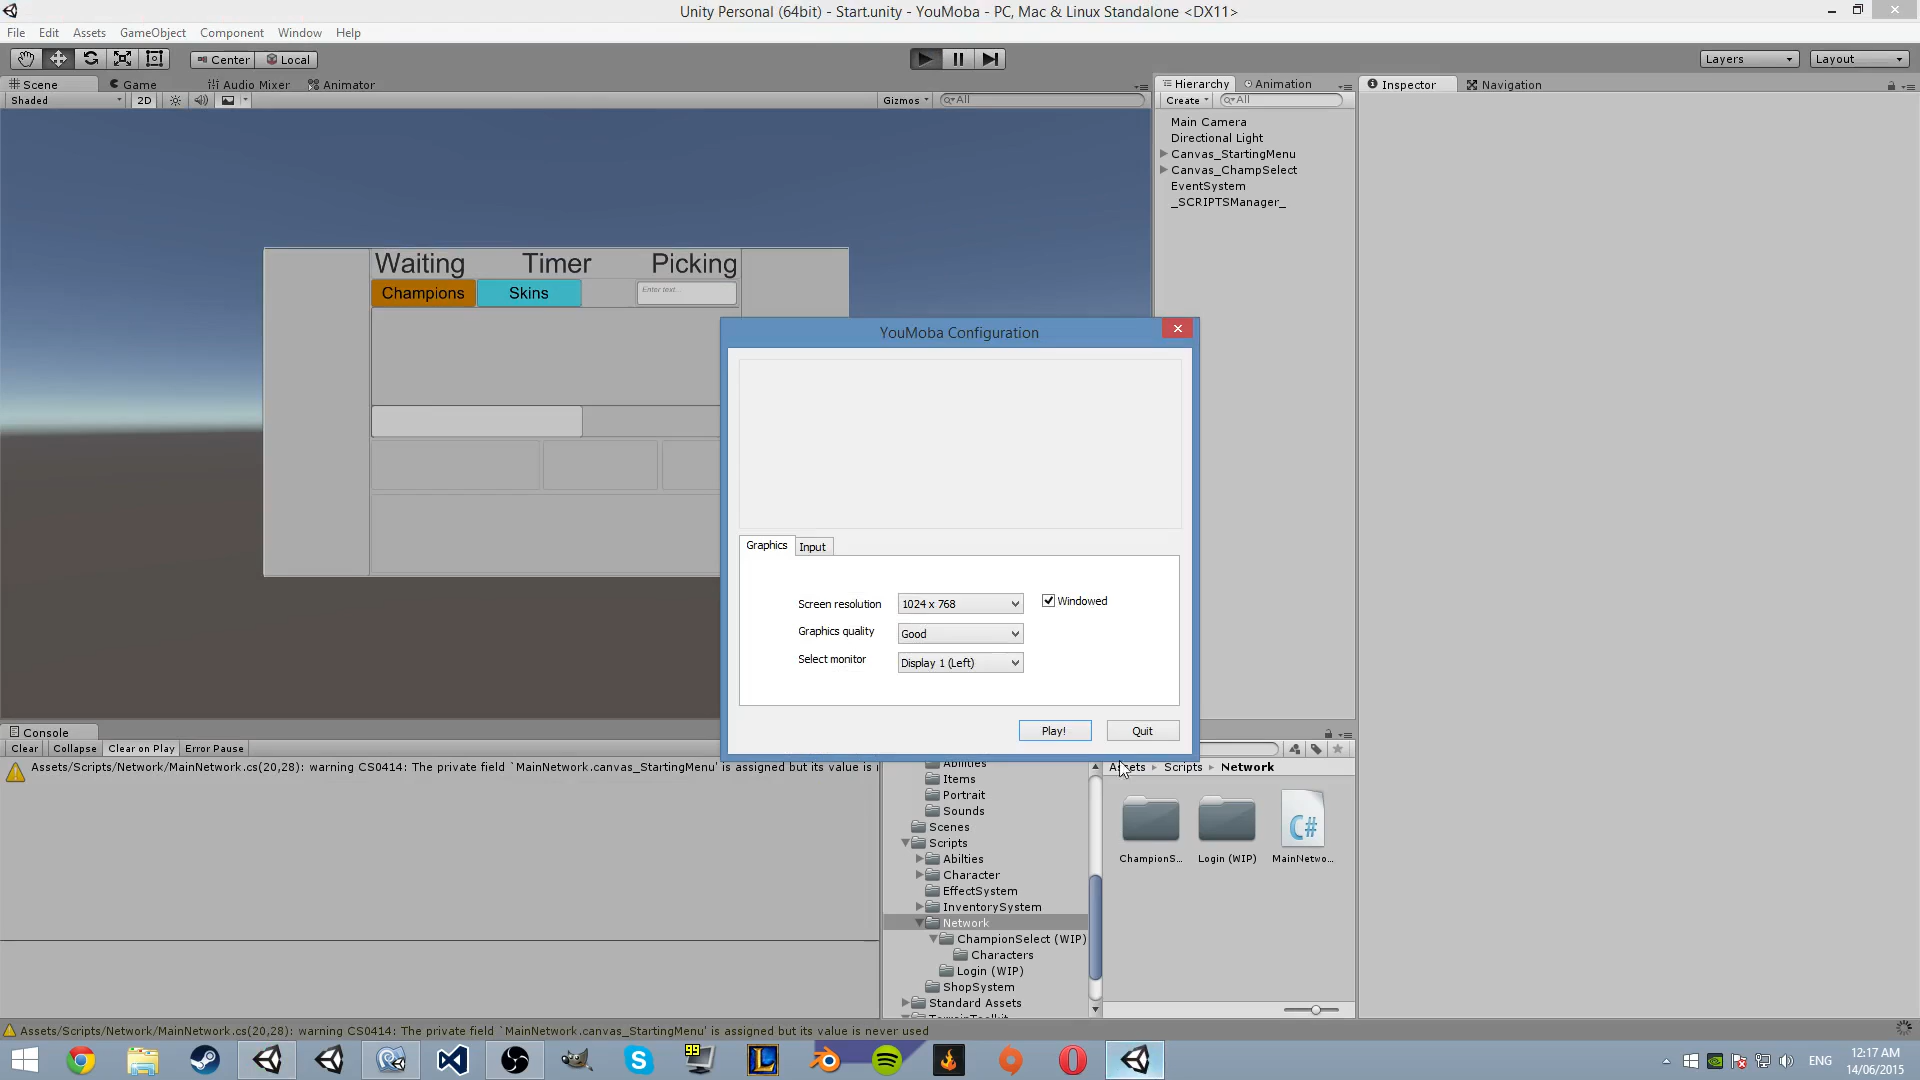 Unity Personal (64bit) - Start.unity - YouMoba - PC, Mac & Linux Standalone <DX11>
File Edit Assets GameObject Component Window Help
Center Local
Layers Layout
Scene Game Audio Mixer Animator
Hierarchy Animation
Inspector Navigation
Shaded 2D
Gizmos All
Create All
Main Camera
Directional Light
Canvas_StartingMenu
Canvas_ChampSelect
EventSystem
_SCRIPTSManager_
Waiting Timer Picking
Champions Skins Enter text...
YouMoba Configuration
Graphics Input
Screen resolution 1024 x 768 Windowed
Graphics quality Good
Select monitor Display 1 (Left)
Play! Quit
Console
Clear Collapse Clear on Play Error Pause
Assets/Scripts/Network/MainNetwork.cs(20,28): warning CS0414: The private field `MainNetwork.canvas_StartingMenu' is assigned but its value is
Abilities
Items
Portrait
Sounds
Scenes
Scripts
Abilties
Character
EffectSystem
InventorySystem
Network
ChampionSelect (WIP)
Characters
Login (WIP)
ShopSystem
Standard Assets
TerrainToolkit
Assets Scripts Network
C#
ChampionS... Login (WIP) MainNetwo...
Assets/Scripts/Network/MainNetwork.cs(20,28): warning CS0414: The private field `MainNetwork.canvas_StartingMenu' is assigned but its value is never used
99
L
ENG
12:17 AM
14/06/2015